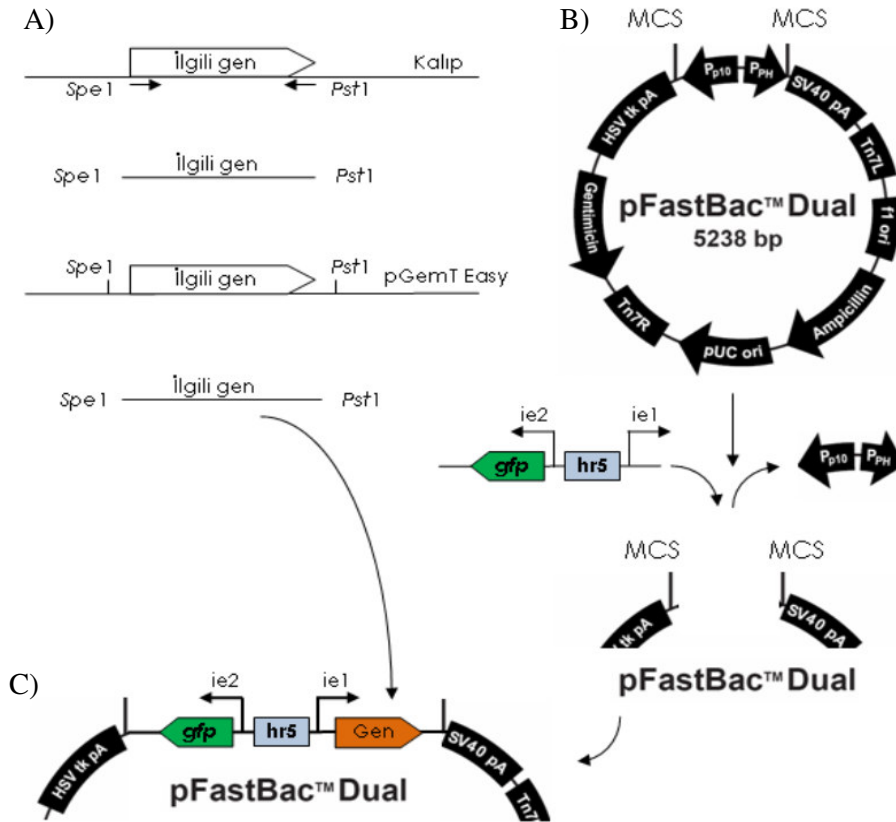 A)
İlgili gen
Kalıp
Spe1
Pst1
İlgili gen
Spe1
Pst1
Spe1
İlgili gen
Pst1
pGemT Easy
İlgili gen
Spe1
Pst1
B)
MCS
MCS
Pp10
PPH
HSV tk pA
SV40 pA
Tn7L
Gentimicin
pFastBac™ Dual
5238 bp
f1 ori
Tn7R
pUC ori
Ampicillin
ie2
ie1
gfp
hr5
Pp10
PPH
MCS
MCS
tk pA
SV40 pA
pFastBac™ Dual
C)
ie2
ie1
gfp
hr5
Gen
HSV tk pA
SV40 pA
Tn7
pFastBac™ Dual